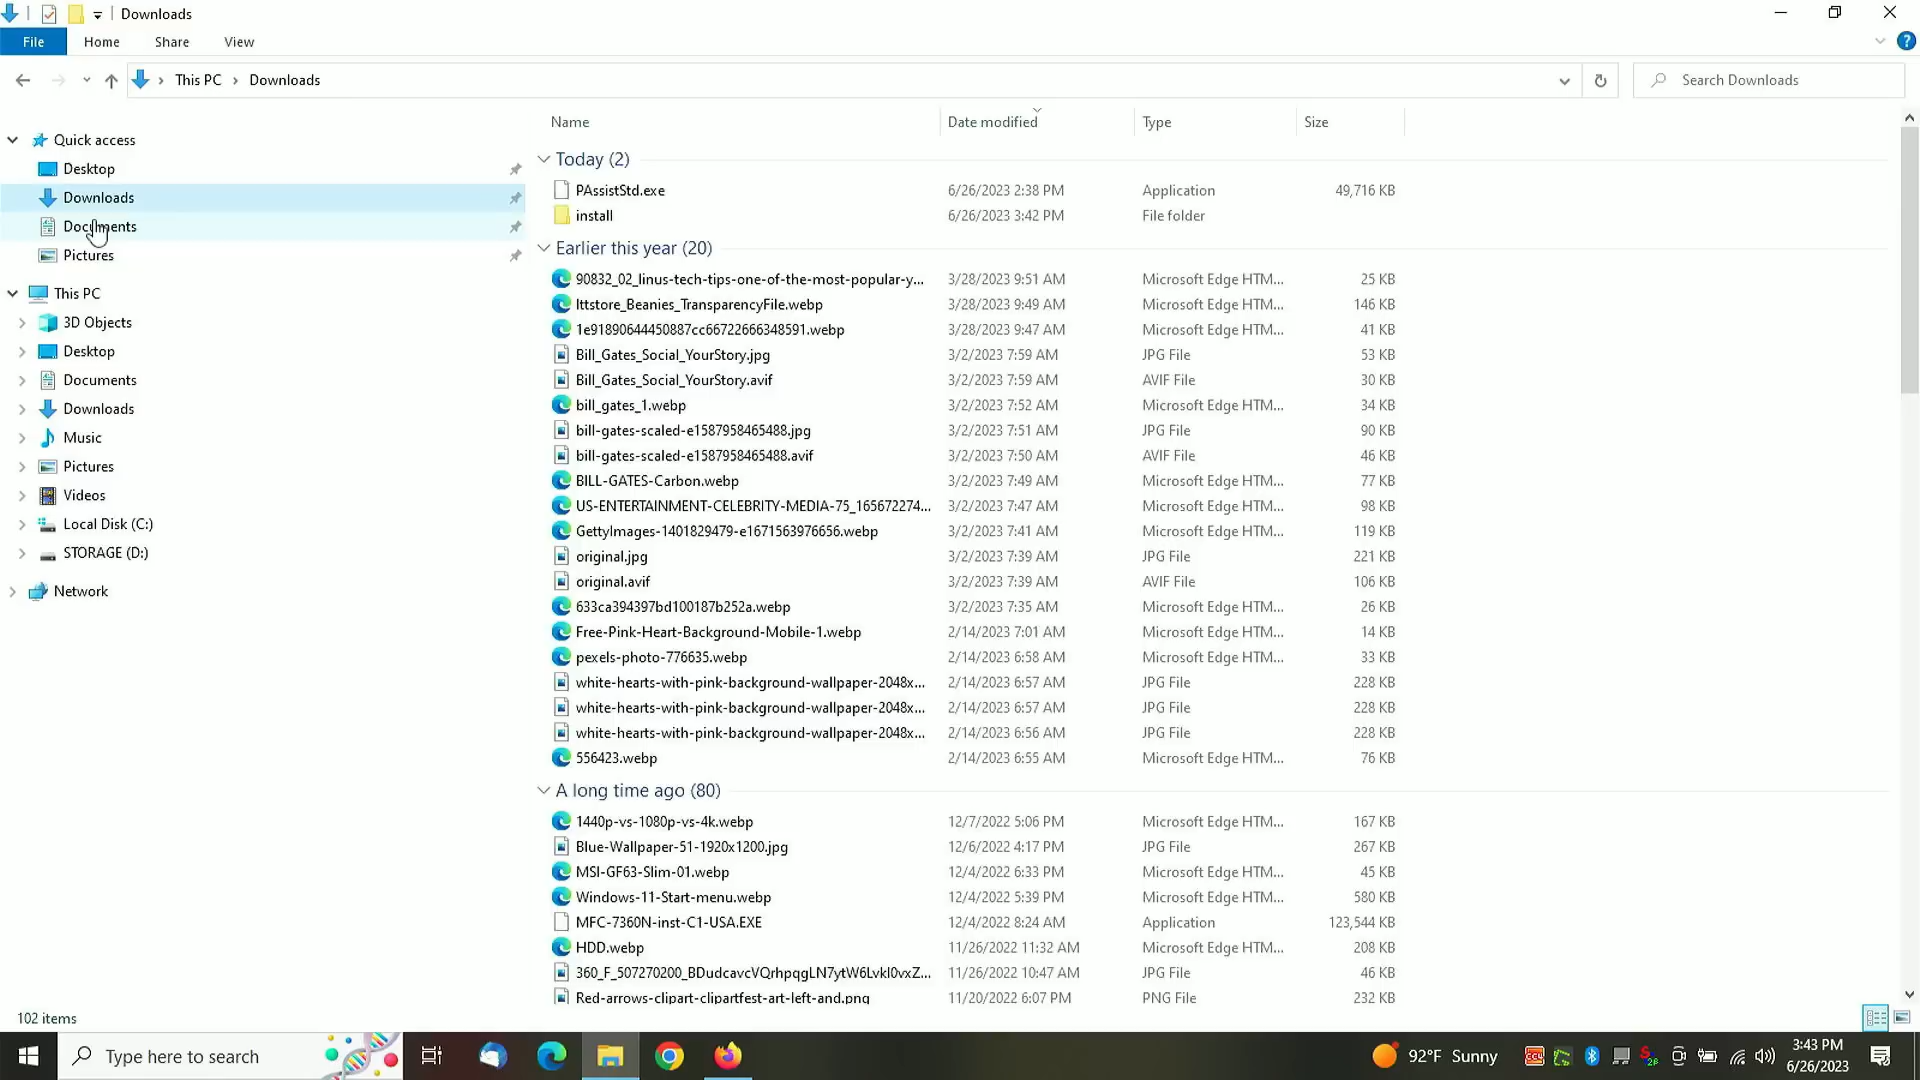 Downloads
File Home Share View
This PC Downloads Search Downloads
Name Date modified Type Size
Quick access
Desktop
Downloads
Documents
Pictures
This PC
3D Objects
Desktop
Documents
Downloads
Music
Pictures
Videos
Local Disk (C:)
STORAGE (D:)
Network
Today (2)
PAssistStd.exe 6/26/2023 2:38 PM Application 49,716 KB
install 6/26/2023 3:42 PM File folder
Earlier this year (20)
90832_02_linus-tech-tips-one-of-the-most-popular-y... 3/28/2023 9:51 AM Microsoft Edge HTM... 25 KB
lttstore_Beanies_TransparencyFile.webp 3/28/2023 9:49 AM Microsoft Edge HTM... 146 KB
1e91890644450887cc66722666348591.webp 3/28/2023 9:47 AM Microsoft Edge HTM... 41 KB
Bill_Gates_Social_YourStory.jpg 3/2/2023 7:59 AM JPG File 53 KB
Bill_Gates_Social_YourStory.avif 3/2/2023 7:59 AM AVIF File 30 KB
bill_gates_1.webp 3/2/2023 7:52 AM Microsoft Edge HTM... 34 KB
bill-gates-scaled-e1587958465488.jpg 3/2/2023 7:51 AM JPG File 90 KB
bill-gates-scaled-e1587958465488.avif 3/2/2023 7:50 AM AVIF File 46 KB
BILL-GATES-Carbon.webp 3/2/2023 7:49 AM Microsoft Edge HTM... 77 KB
US-ENTERTAINMENT-CELEBRITY-MEDIA-75_165672274... 3/2/2023 7:47 AM Microsoft Edge HTM... 98 KB
GettyImages-1401829479-e1671563976656.webp 3/2/2023 7:41 AM Microsoft Edge HTM... 119 KB
original.jpg 3/2/2023 7:39 AM JPG File 221 KB
original.avif 3/2/2023 7:39 AM AVIF File 106 KB
633ca394397bd100187b252a.webp 3/2/2023 7:35 AM Microsoft Edge HTM... 26 KB
Free-Pink-Heart-Background-Mobile-1.webp 2/14/2023 7:01 AM Microsoft Edge HTM... 14 KB
pexels-photo-776635.webp 2/14/2023 6:58 AM Microsoft Edge HTM... 33 KB
white-hearts-with-pink-background-wallpaper-2048x... 2/14/2023 6:57 AM JPG File 228 KB
white-hearts-with-pink-background-wallpaper-2048x... 2/14/2023 6:57 AM JPG File 228 KB
white-hearts-with-pink-background-wallpaper-2048x... 2/14/2023 6:56 AM JPG File 228 KB
556423.webp 2/14/2023 6:55 AM Microsoft Edge HTM... 76 KB
A long time ago (80)
1440p-vs-1080p-vs-4k.webp 12/7/2022 5:06 PM Microsoft Edge HTM... 167 KB
Blue-Wallpaper-51-1920x1200.jpg 12/6/2022 4:17 PM JPG File 267 KB
MSI-GF63-Slim-01.webp 12/4/2022 6:33 PM Microsoft Edge HTM... 45 KB
Windows-11-Start-menu.webp 12/4/2022 5:39 PM Microsoft Edge HTM... 580 KB
MFC-7360N-inst-C1-USA.EXE 12/4/2022 8:24 AM Application 123,544 KB
HDD.webp 11/26/2022 11:32 AM Microsoft Edge HTM... 208 KB
360_F_507270200_BDudcavcVQrhpqgLN7ytW6Lvkl0vxZ... 11/26/2022 10:47 AM JPG File 46 KB
Red-arrows-clipart-clipartfest-art-left-and.png 11/20/2022 6:07 PM PNG File 232 KB
102 items
Type here to search 92°F Sunny 3:43 PM
6/26/2023